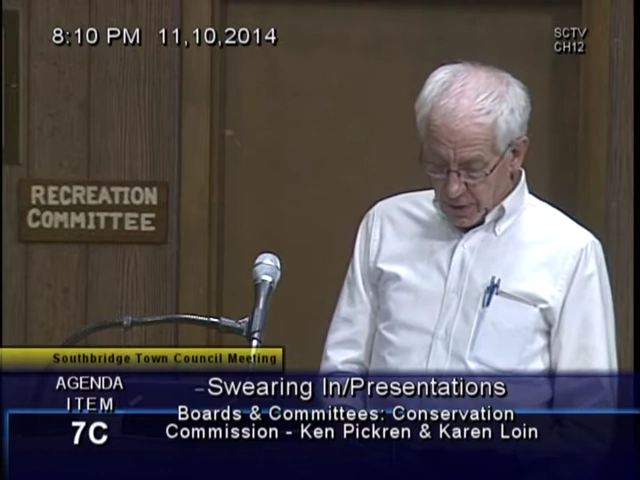 8:10 PM 11,10,2014
SCTV
CH12
RECREATION
COMMITTEE
Southbridge Town Council Meeting
AGENDA
ITEM
7C
Swearing In/Presentations
Boards & Committees: Conservation
Commission - Ken Pickren & Karen Loin